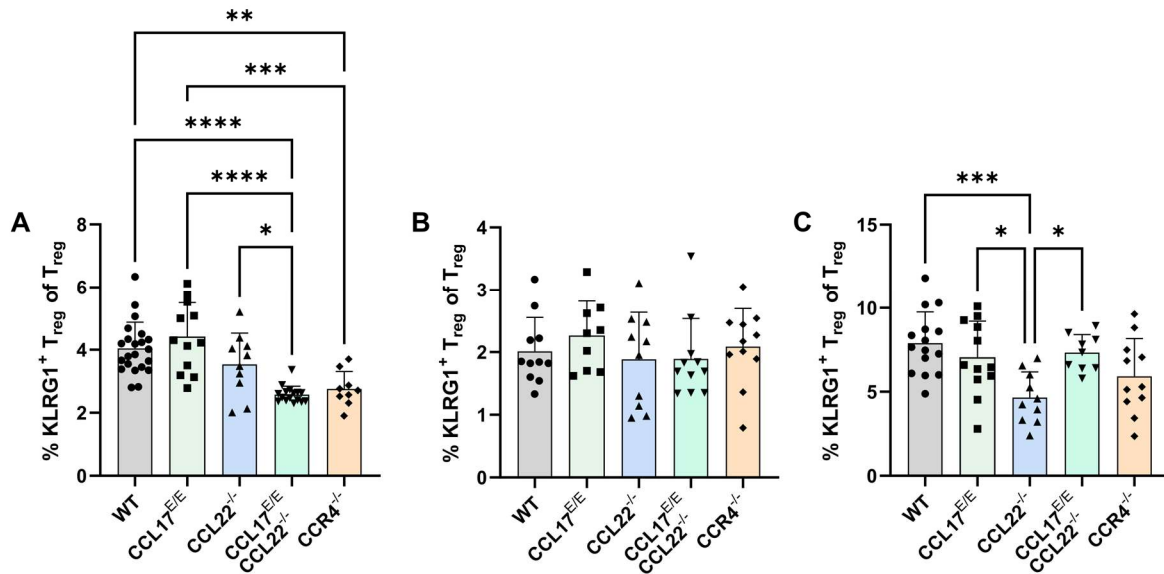 **
***
****
****
*
A
% KLRG1⁺ Treg of Treg
8
6
4
2
0
WT
CCL17E/E
CCL22-/-
CCL17E/E
CCL22-/-
CCR4-/-
B
% KLRG1⁺ Treg of Treg
4
3
2
1
0
WT
CCL17E/E
CCL22-/-
CCL17E/E
CCL22-/-
CCR4-/-
***
*
*
C
% KLRG1⁺ Treg of Treg
15
10
5
0
WT
CCL17E/E
CCL22-/-
CCL17E/E
CCL22-/-
CCR4-/-